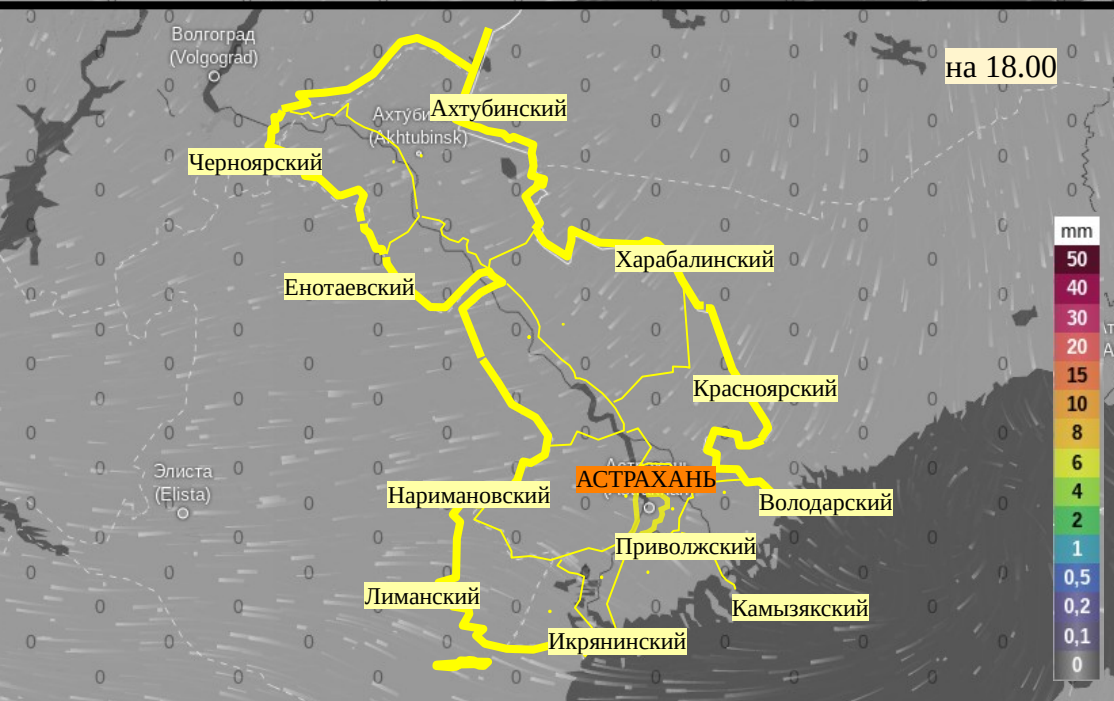 Волгоград
(Volgograd)
на 18.00
Ахтубинский
(Akhtubinsk)
Черноярский
mm
50
Харабалинский
Енотаевский
40
30
20
15
Красноярский
10
8
6
Элиста
(Elista)
АСТРАХАНЬ
Наримановский
Володарский
4
2
Приволжский
1
0,5
Лиманский
Камызякский
0,2
Икрянинский
0,1
0